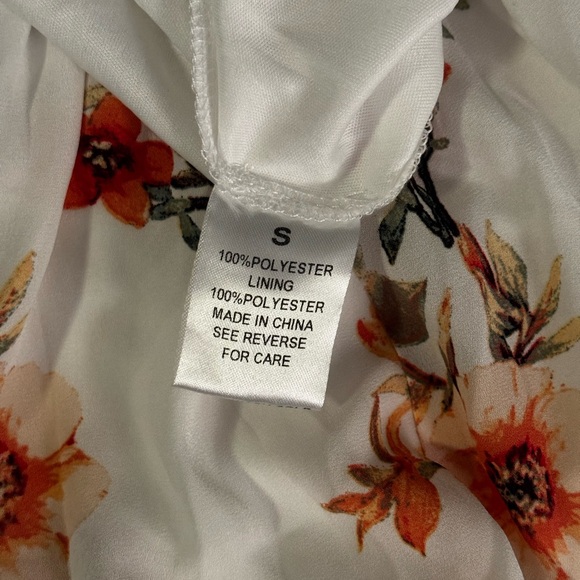 S
100%POLYESTER
LINING
100%POLYESTER
MADE IN CHINA
SEE REVERSE
FOR CARE